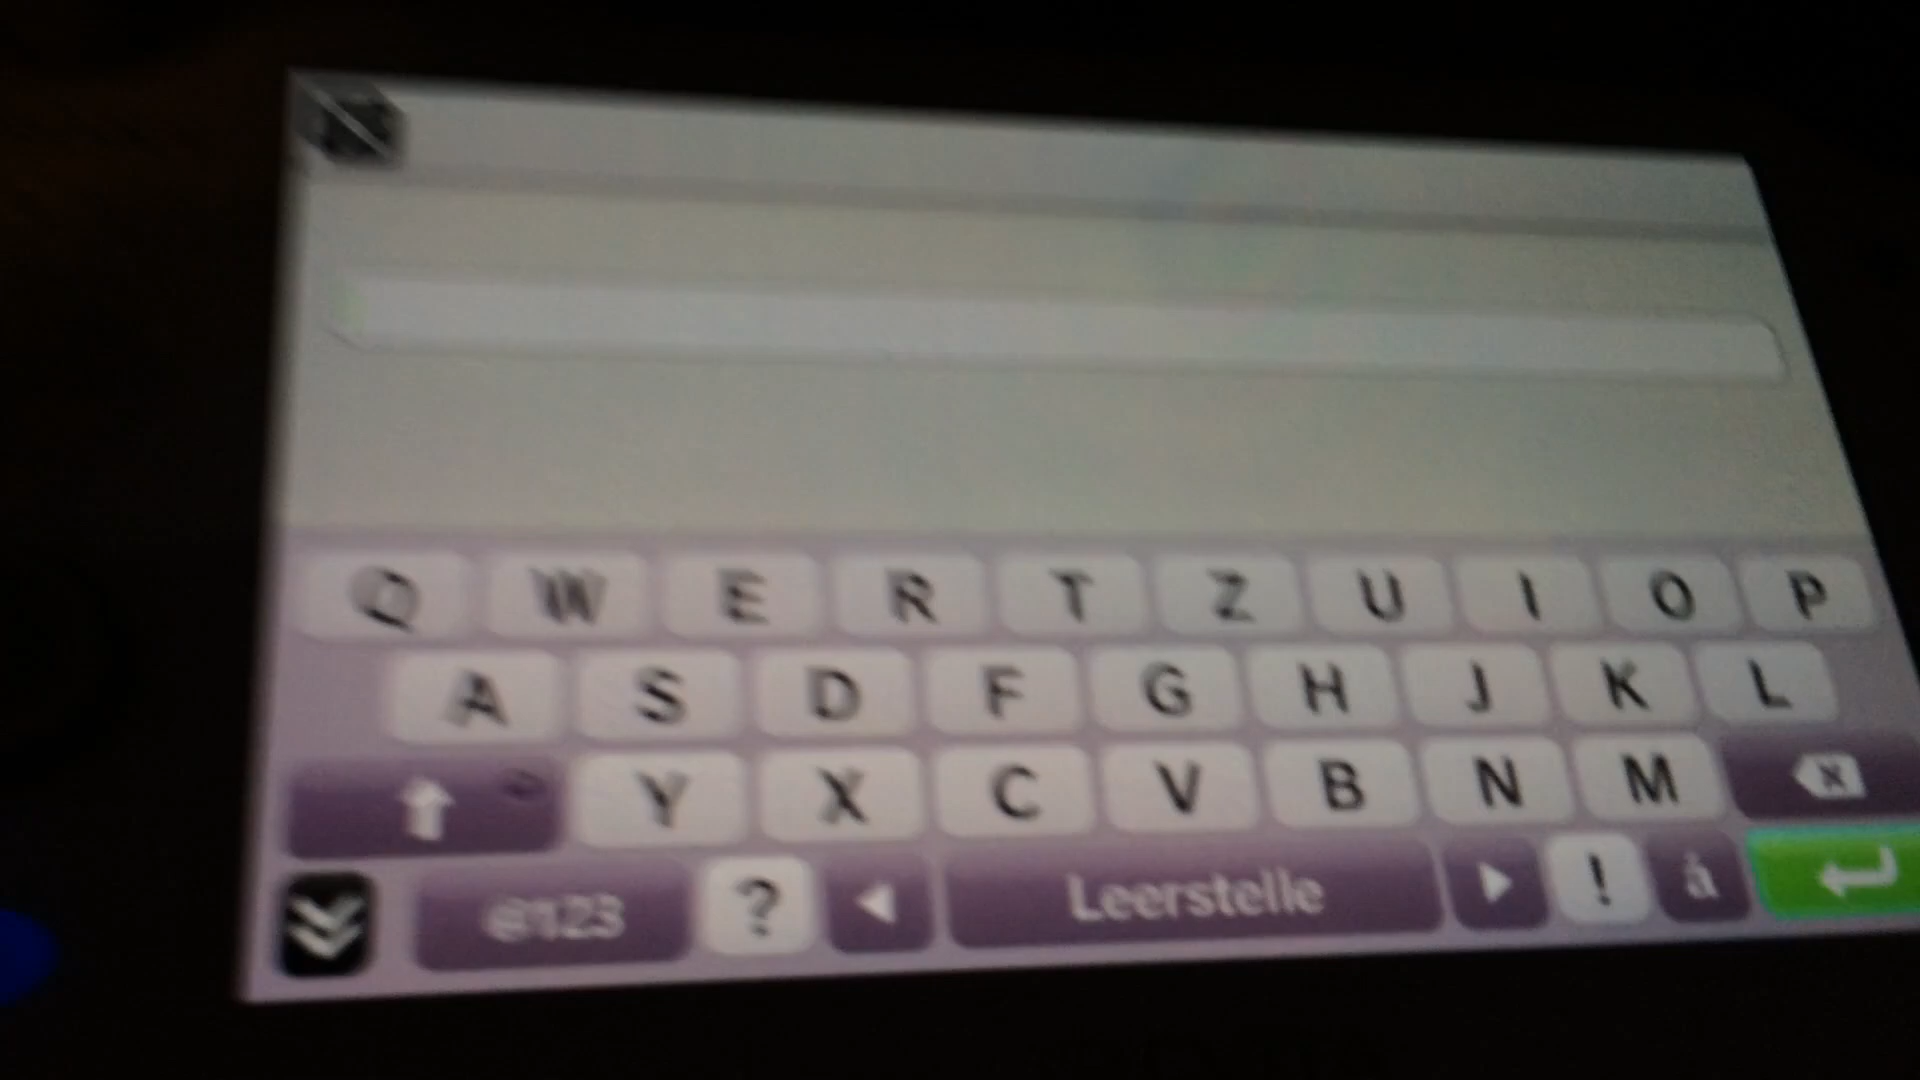 Q W E R T Z U I O P
A S D F G H J K L
Y X C V B N M
@123 ? Leerstelle ! à